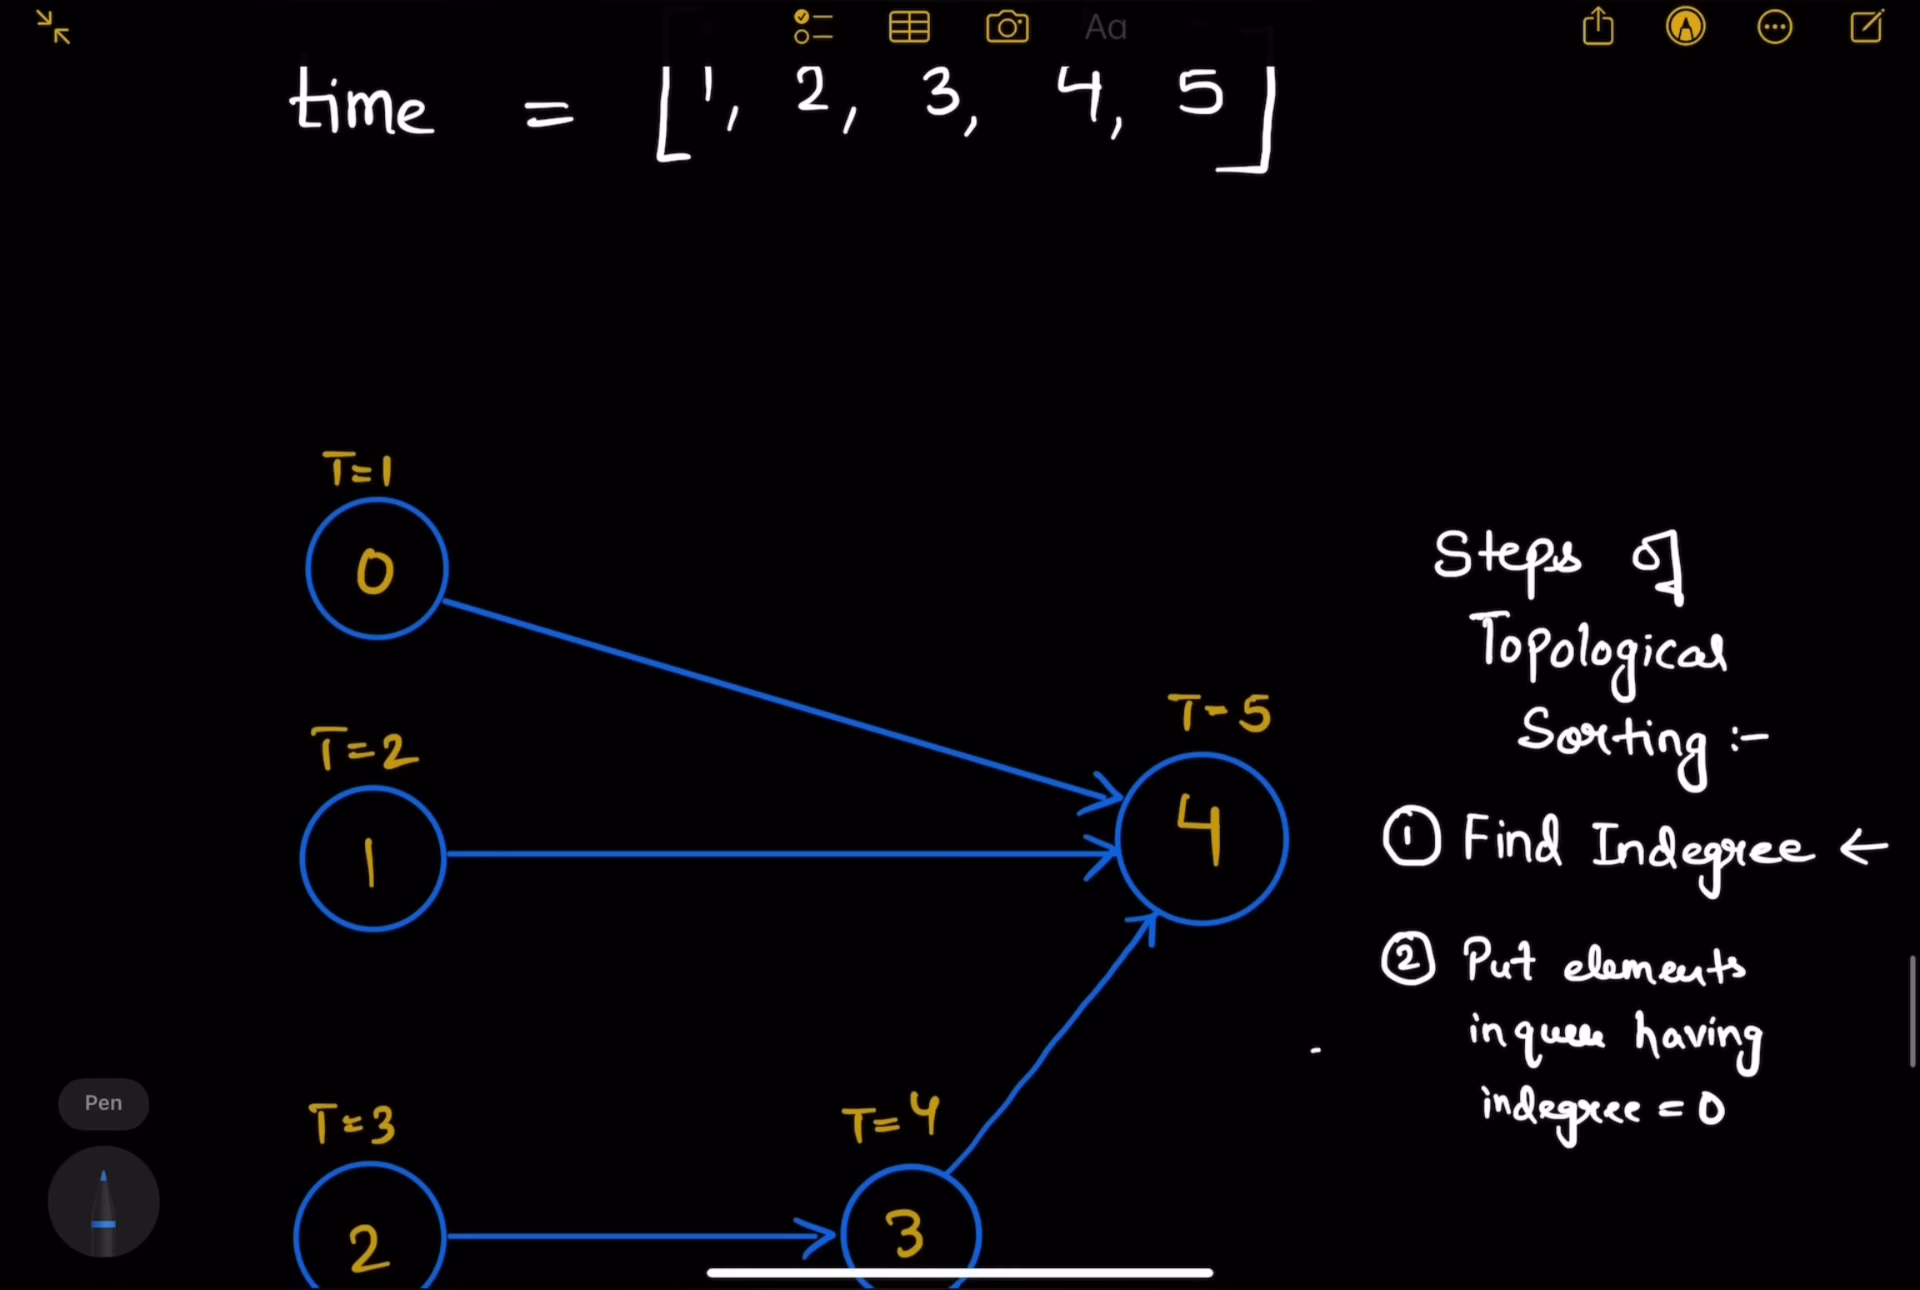 Aa
time = [1, 2, 3, 4, 5]
T=1
0
T=2
1
T-5
4
T=3
2
T=4
3
Steps of
Topological
Sorting :-
① Find Indegree ←
② Put elements
in queue having
indegree = 0
Pen